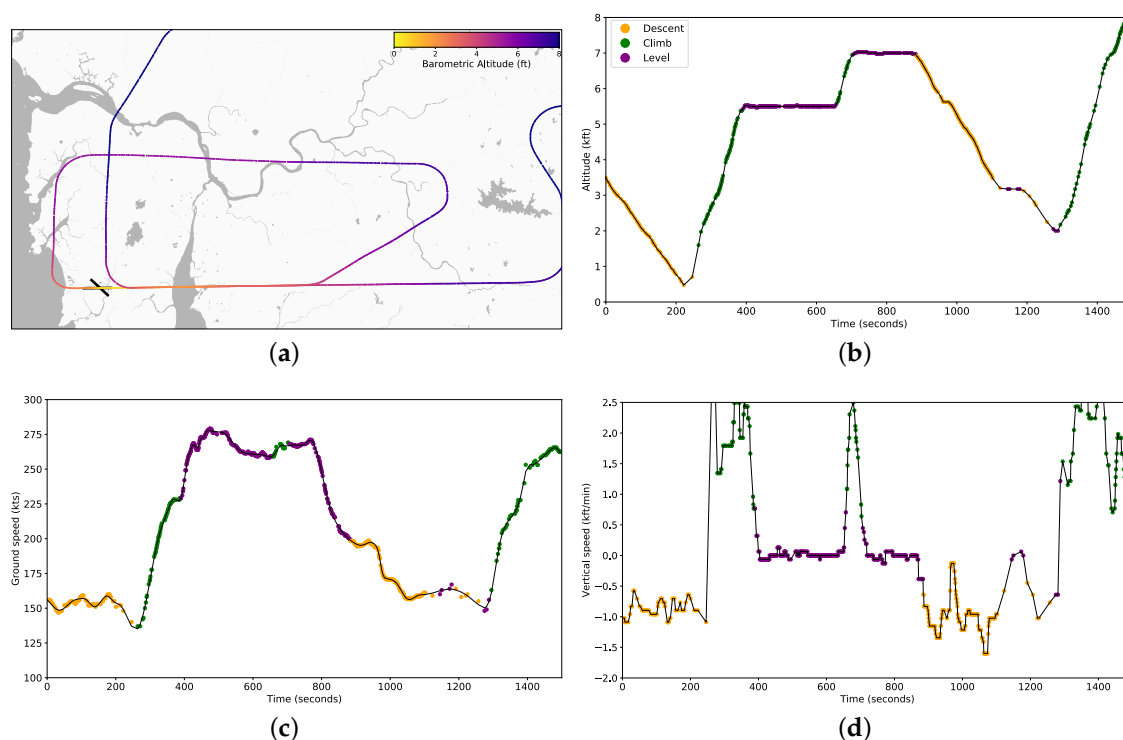 0 2 4 6 8
Barometric Altitude (ft)
(a)
Descent
Climb
Level
8
7
6
5
4
3
2
1
0
Altitude (kft)
0 200 400 600 800 1000 1200 1400
Time (seconds)
(b)
300
275
250
225
200
175
150
125
100
Ground speed (kts)
0 200 400 600 800 1000 1200 1400
Time (seconds)
(c)
2.5
2.0
1.5
1.0
0.5
0.0
−0.5
−1.0
−1.5
−2.0
Vertical speed (kft/min)
0 200 400 600 800 1000 1200 1400
Time (seconds)
(d)